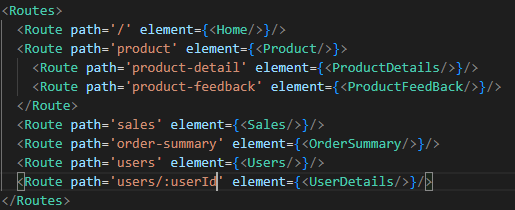 <Routes>
<Route path='/' element={<Home/>}/>
<Route path='product' element={<Product/>}>
<Route path='product-detail' element={<ProductDetails/>}/>
<Route path='product-feedback' element={<ProductFeedBack/>}/>
</Route>
<Route path='sales' element={<Sales/>}/>
<Route path='order-summary' element={<OrderSummary/>}/>
<Route path='users' element={<Users/>}/>
<Route path='users/:userId' element={<UserDetails/>}/>
</Routes>